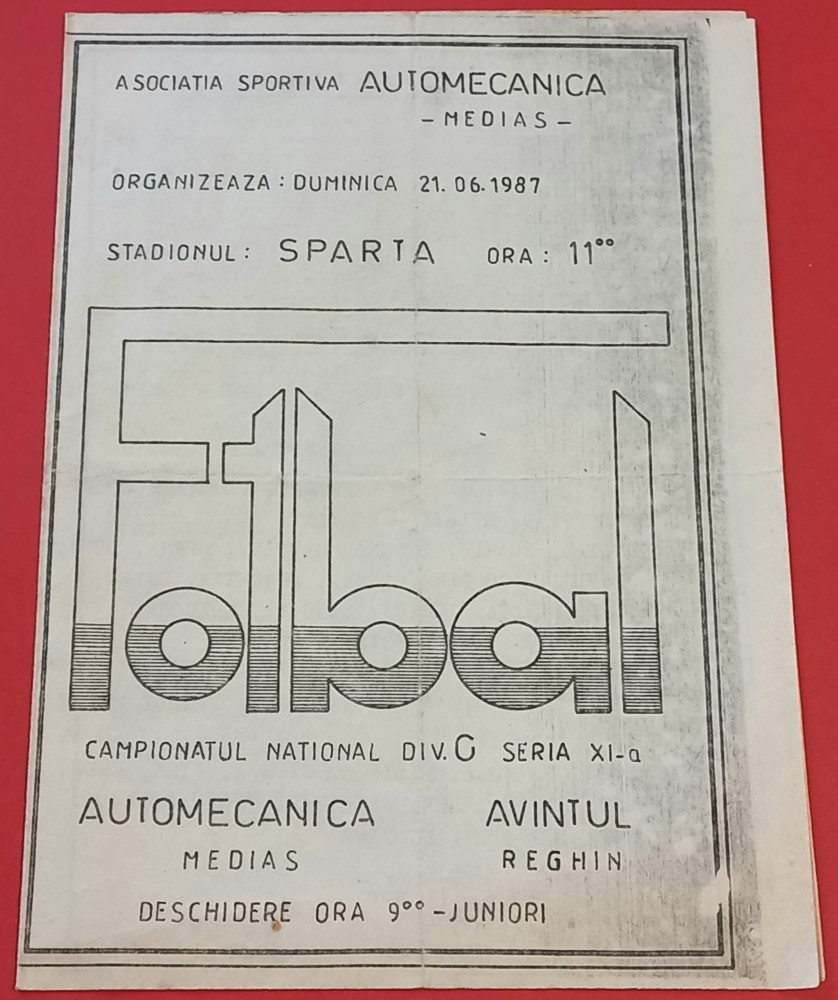 ASOCIATIA SPORTIVA AUTOMECANICA
- MEDIAS -
ORGANIZEAZA : DUMINICA 21.06.1987
STADIONUL : SPARTA ORA : 11°°
Fotbal
CAMPIONATUL NATIONAL DIV. C SERIA XI-a
AUTOMECANICA AVINTUL
MEDIAS REGHIN
DESCHIDERE ORA 9°° - JUNIORI